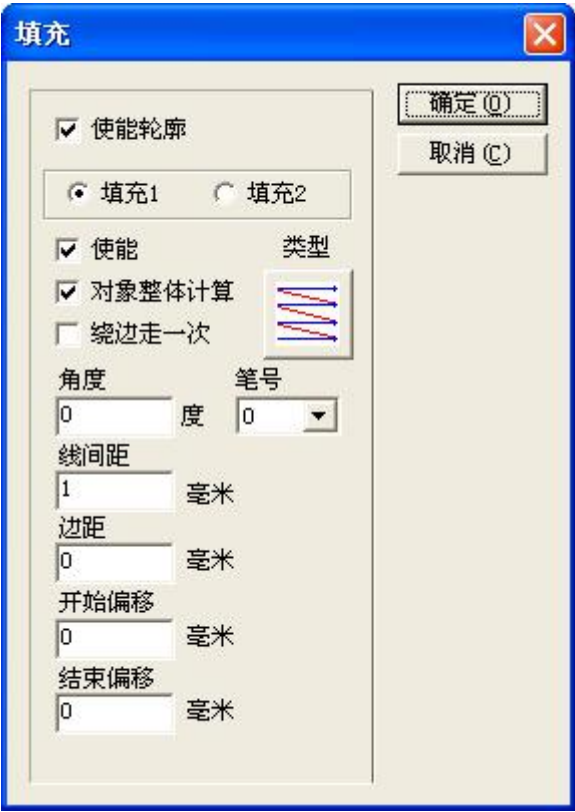 填充
确定(O)
取消(C)
使能轮廓
填充1 填充2
使能 类型
对象整体计算
绕边走一次
角度 笔号
0 度 0
线间距
1 毫米
边距
0 毫米
开始偏移
0 毫米
结束偏移
0 毫米